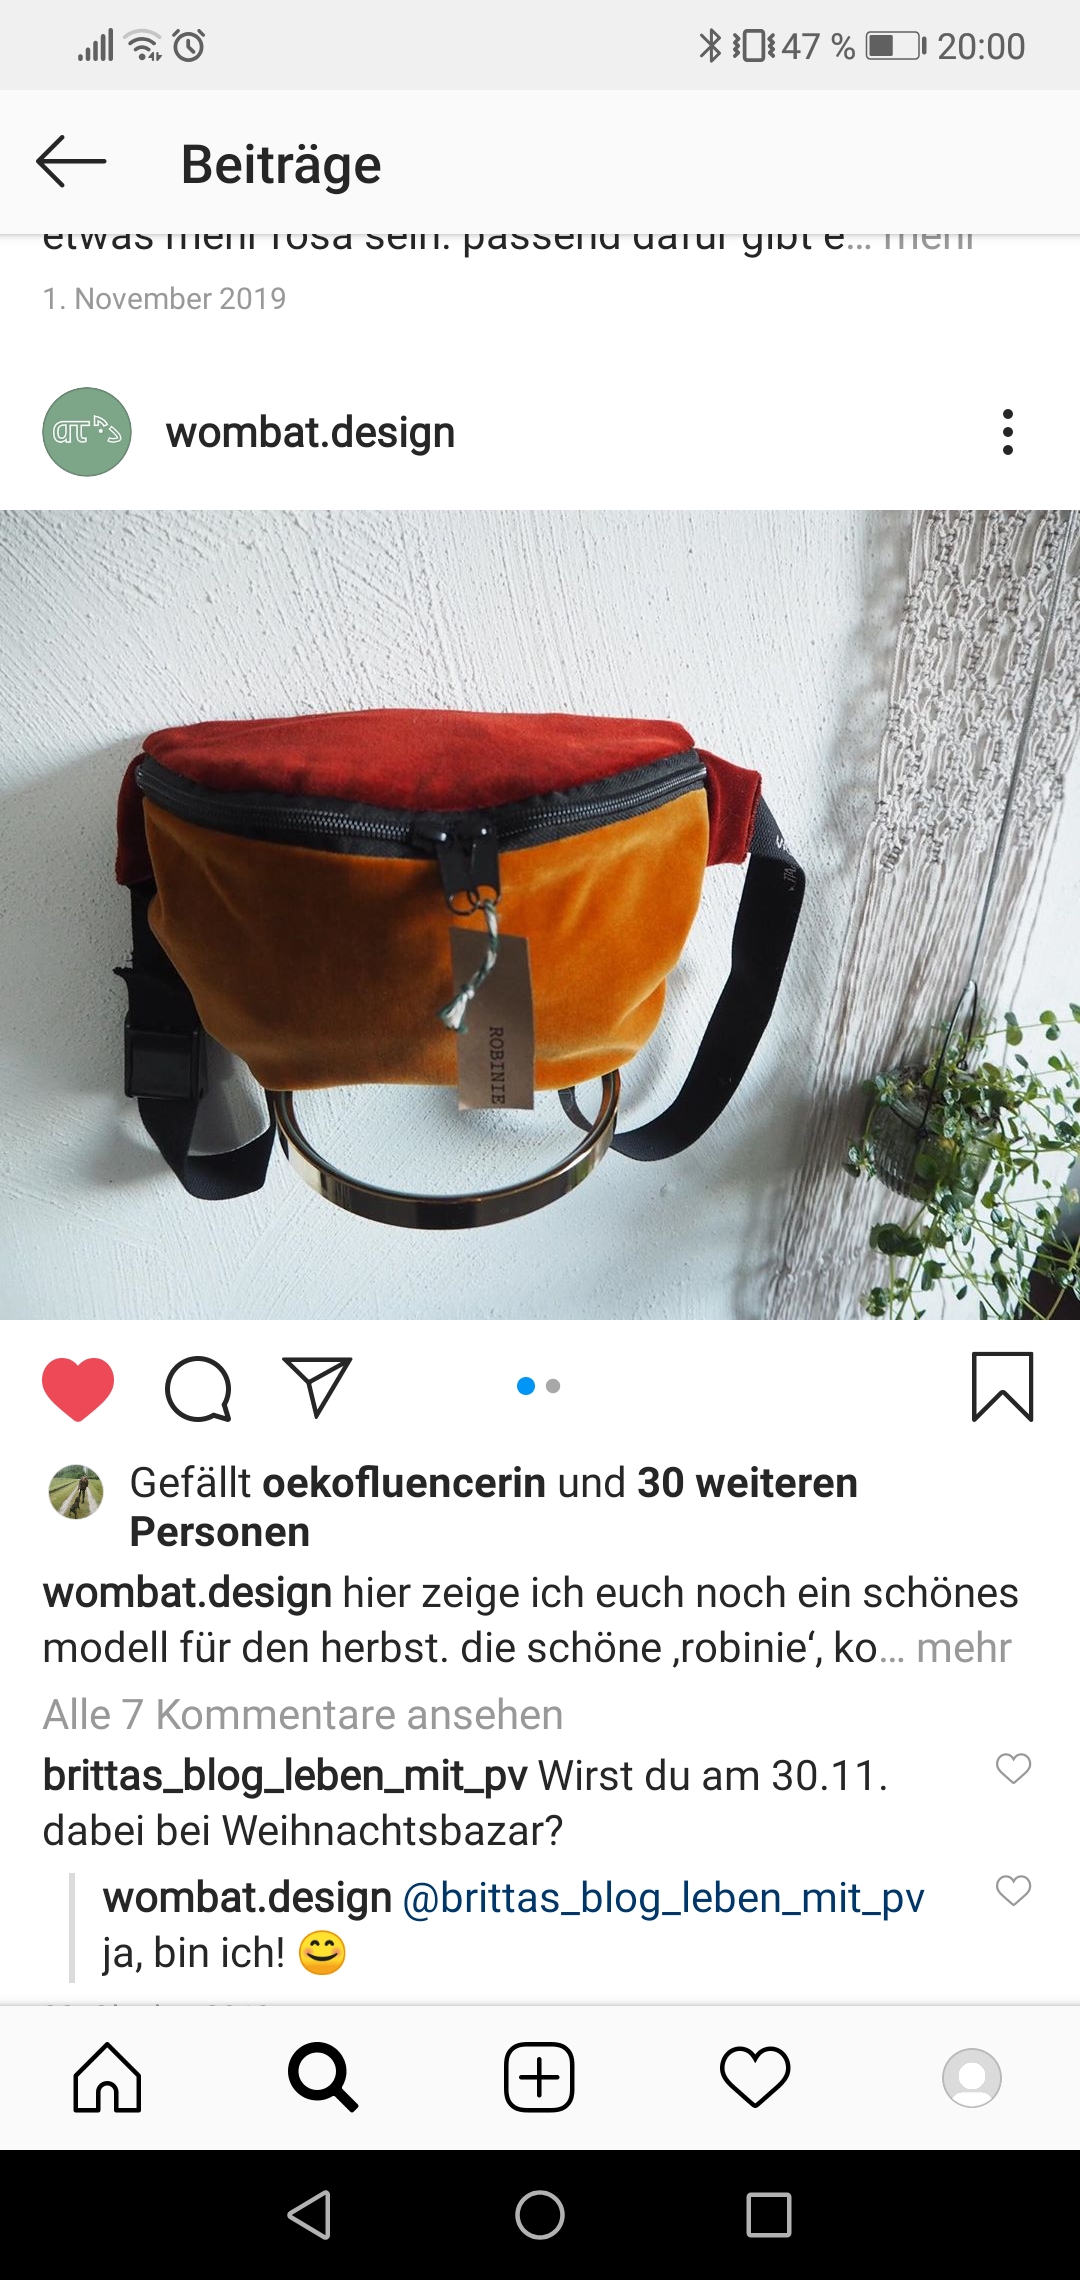 47 % 20:00
Beiträge
etwas mehr rosa sein. passend dafür gibt e... mehr
1. November 2019
wombat.design
ROBINIE
Gefällt oekofluencerin und 30 weiteren
Personen
wombat.design hier zeige ich euch noch ein schönes
modell für den herbst. die schöne ‚robinie‘, ko... mehr
Alle 7 Kommentare ansehen
brittas_blog_leben_mit_pv Wirst du am 30.11.
dabei bei Weihnachtsbazar?
wombat.design @brittas_blog_leben_mit_pv
ja, bin ich! 😊